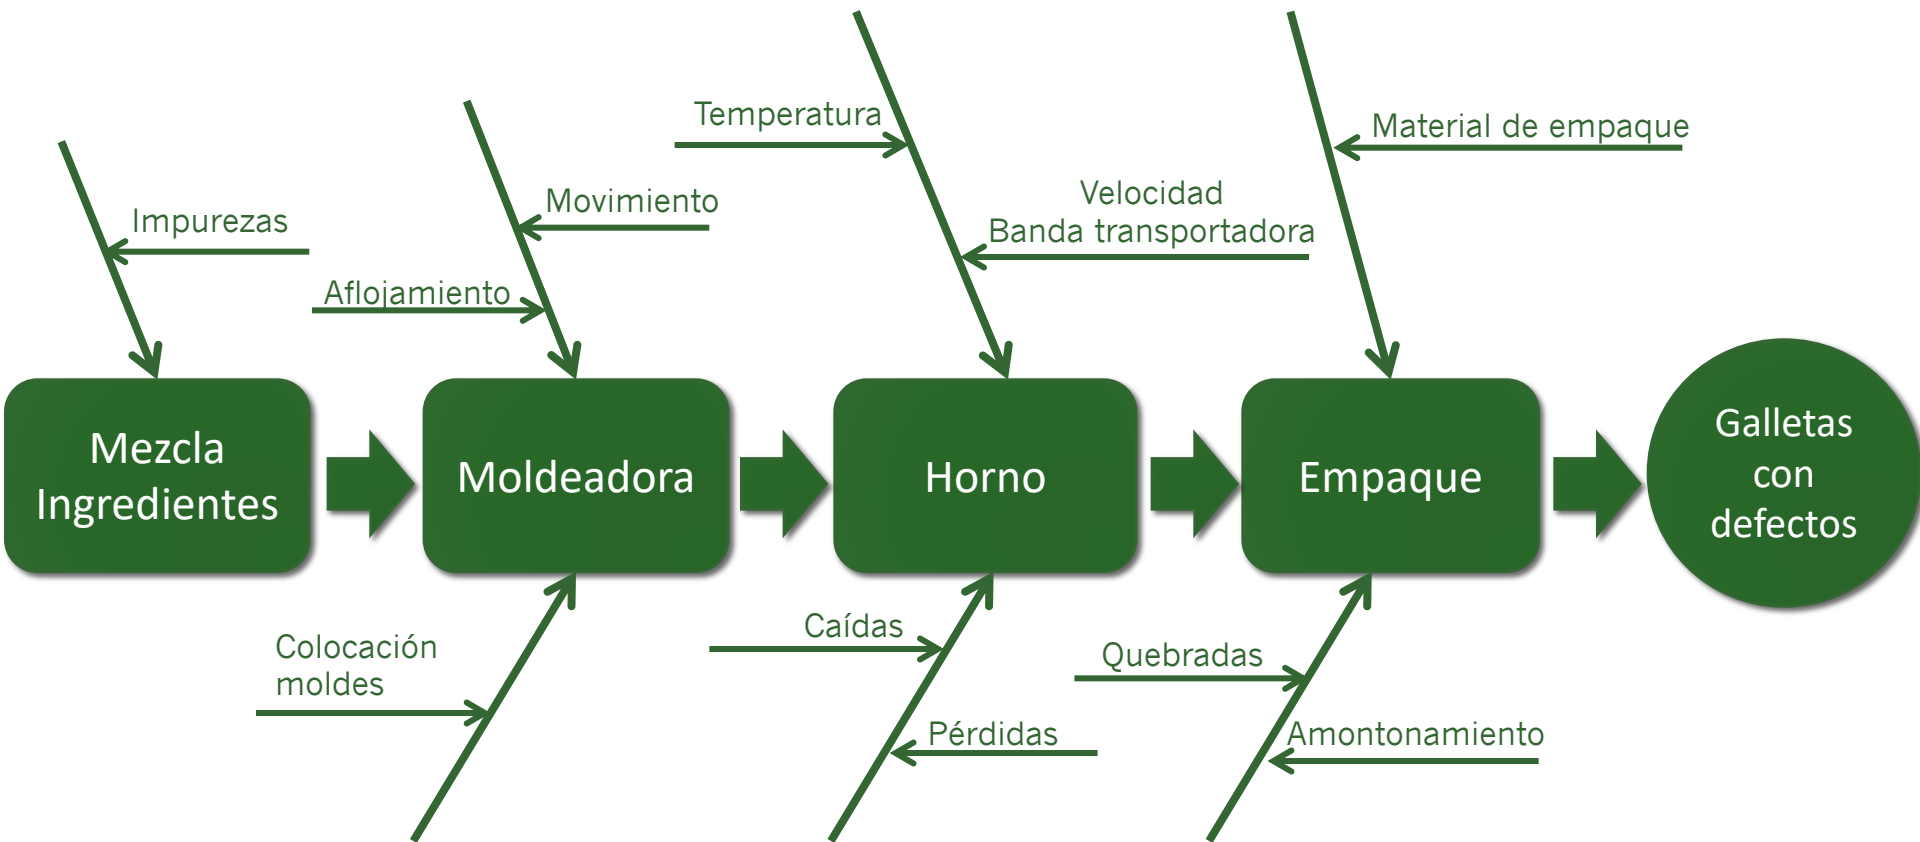 Temperatura
Material de empaque
Velocidad
Banda transportadora
Movimiento
Impurezas
Aflojamiento
Mezcla
Ingredientes
Moldeadora
Horno
Empaque
Galletas
con
defectos
Colocación
moldes
Caídas
Quebradas
Pérdidas
Amontonamiento